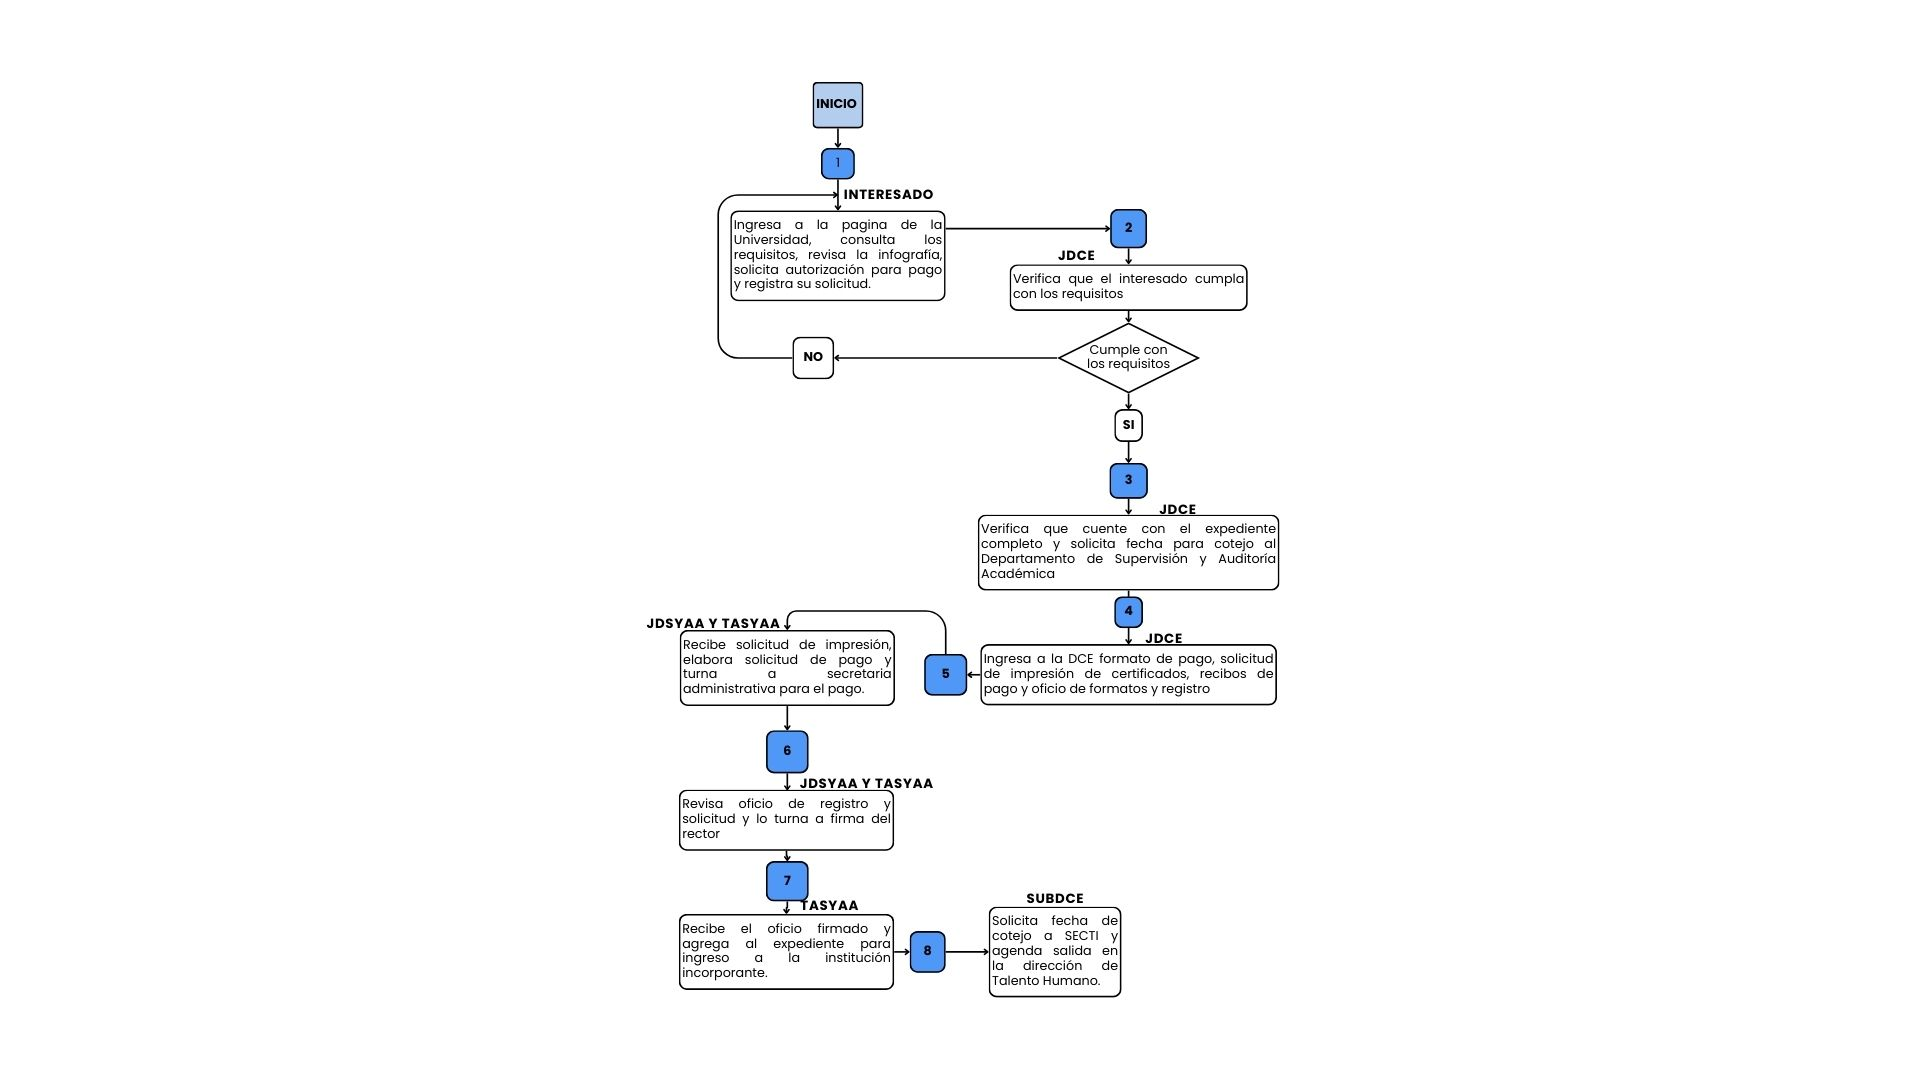 INICIO
1
INTERESADO
Ingresa a la pagina de la
Universidad, consulta los
requisitos, revisa la infografía,
solicita autorización para pago
y registra su solicitud.
2
JDCE
Verifica que el interesado cumpla
con los requisitos
Cumple con
los requisitos
NO
SI
3
JDCE
Verifica que cuente con el expediente
completo y solicita fecha para cotejo al
Departamento de Supervisión y Auditoría
Académica
4
JDCE
Ingresa a la DCE formato de pago, solicitud
de impresión de certificados, recibos de
pago y oficio de formatos y registro
5
JDSYAA Y TASYAA
Recibe solicitud de impresión,
elabora solicitud de pago y
turna a secretaria
administrativa para el pago.
6
JDSYAA Y TASYAA
Revisa oficio de registro y
solicitud y lo turna a firma del
rector
7
TASYAA
Recibe el oficio firmado y
agrega al expediente para
ingreso a la institución
incorporante.
8
SUBDCE
Solicita fecha de
cotejo a SECTI y
agenda salida en
la dirección de
Talento Humano.